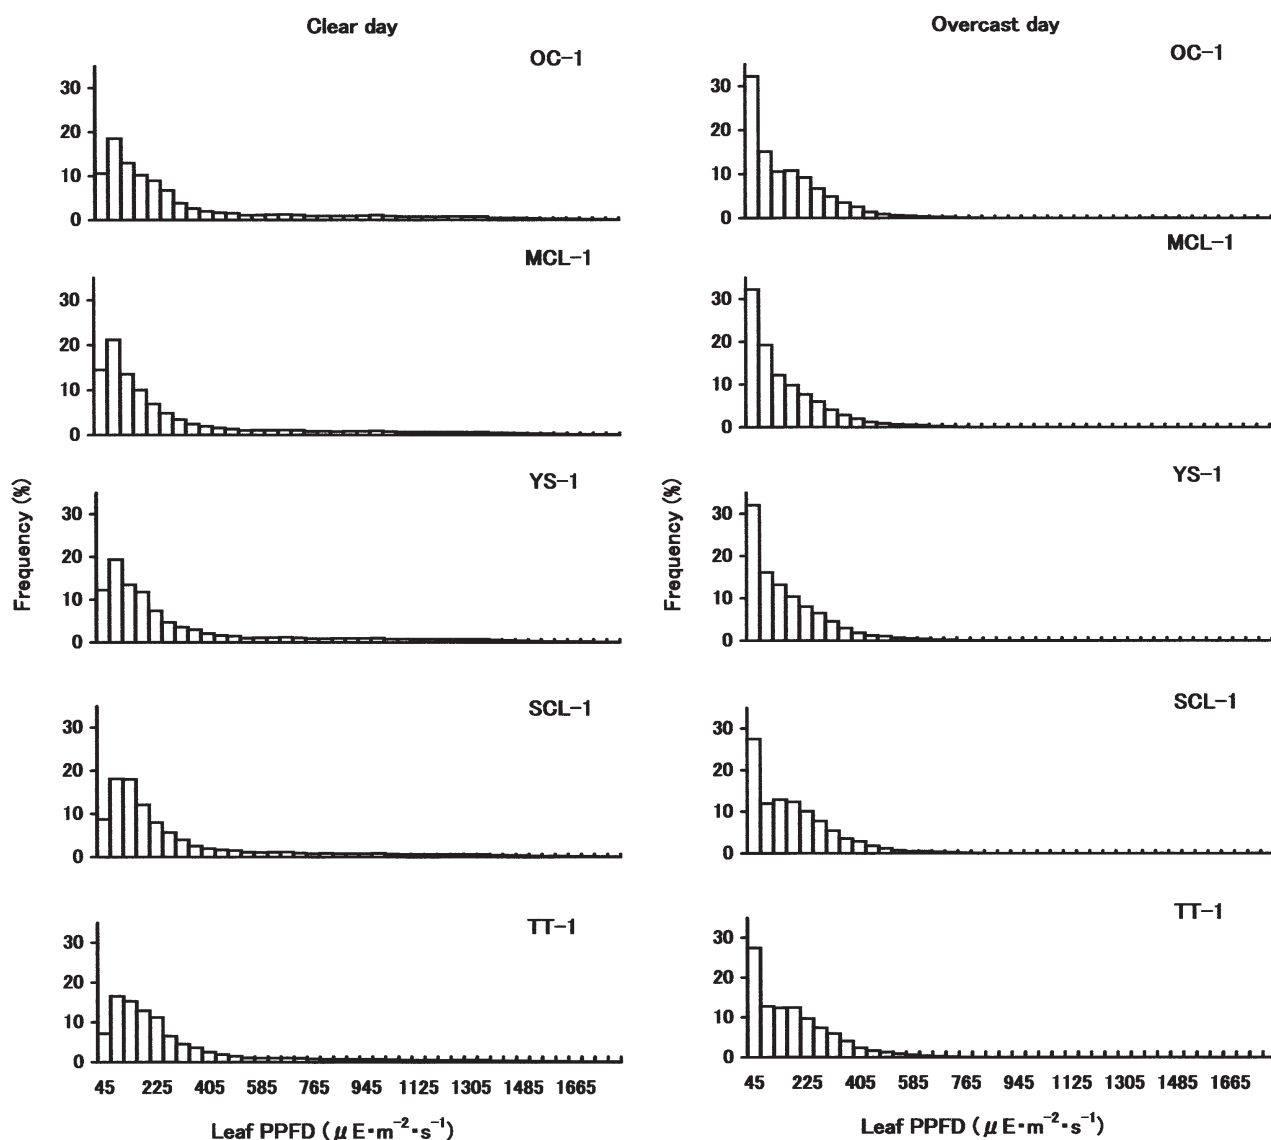 Clear day
OC-1
30
20
10
0
MCL-1
30
20
10
0
YS-1
30
20
10
0
SCL-1
30
20
10
0
TT-1
30
20
10
0
45 225 405 585 765 945 1125 1305 1485 1665
Frequency (%)
Leaf PPFD (μE·m⁻²·s⁻¹)
Overcast day
OC-1
30
20
10
0
MCL-1
30
20
10
0
YS-1
30
20
10
0
SCL-1
30
20
10
0
TT-1
30
20
10
0
45 225 405 585 765 945 1125 1305 1485 1665
Frequency (%)
Leaf PPFD (μE·m⁻²·s⁻¹)